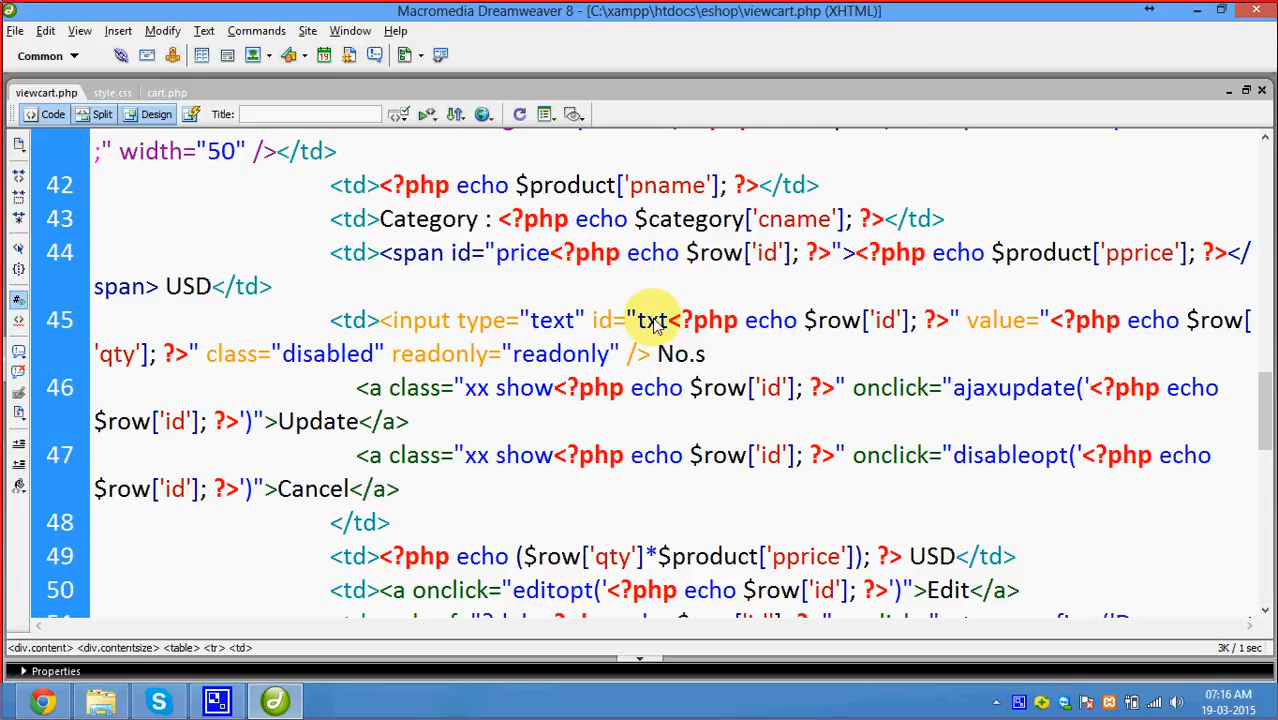 Macromedia Dreamweaver 8 - [C:\xampp\htdocs\eshop\viewcart.php (XHTML)]
File Edit View Insert Modify Text Commands Site Window Help
Common
viewcart.php style.css cart.php
Code Split Design Title:
;" width="50" /></td>
42 <td><?php echo $product['pname']; ?></td>
43 <td>Category : <?php echo $category['cname']; ?></td>
44 <td><span id="price<?php echo $row['id']; ?>"><?php echo $product['pprice']; ?></
span> USD</td>
45 <td><input type="text" id="txt<?php echo $row['id']; ?>" value="<?php echo $row[
'qty']; ?>" class="disabled" readonly="readonly" /> No.s
46 <a class="xx show<?php echo $row['id']; ?>" onclick="ajaxupdate('<?php echo
$row['id']; ?>')">Update</a>
47 <a class="xx show<?php echo $row['id']; ?>" onclick="disableopt('<?php echo
$row['id']; ?>')">Cancel</a>
48 </td>
49 <td><?php echo ($row['qty']*$product['pprice']); ?> USD</td>
50 <td><a onclick="editopt('<?php echo $row['id']; ?>')">Edit</a>
<div.content> <div.contentsize> <table> <tr> <td> 3K / 1 sec
Properties
07:16 AM
19-03-2015